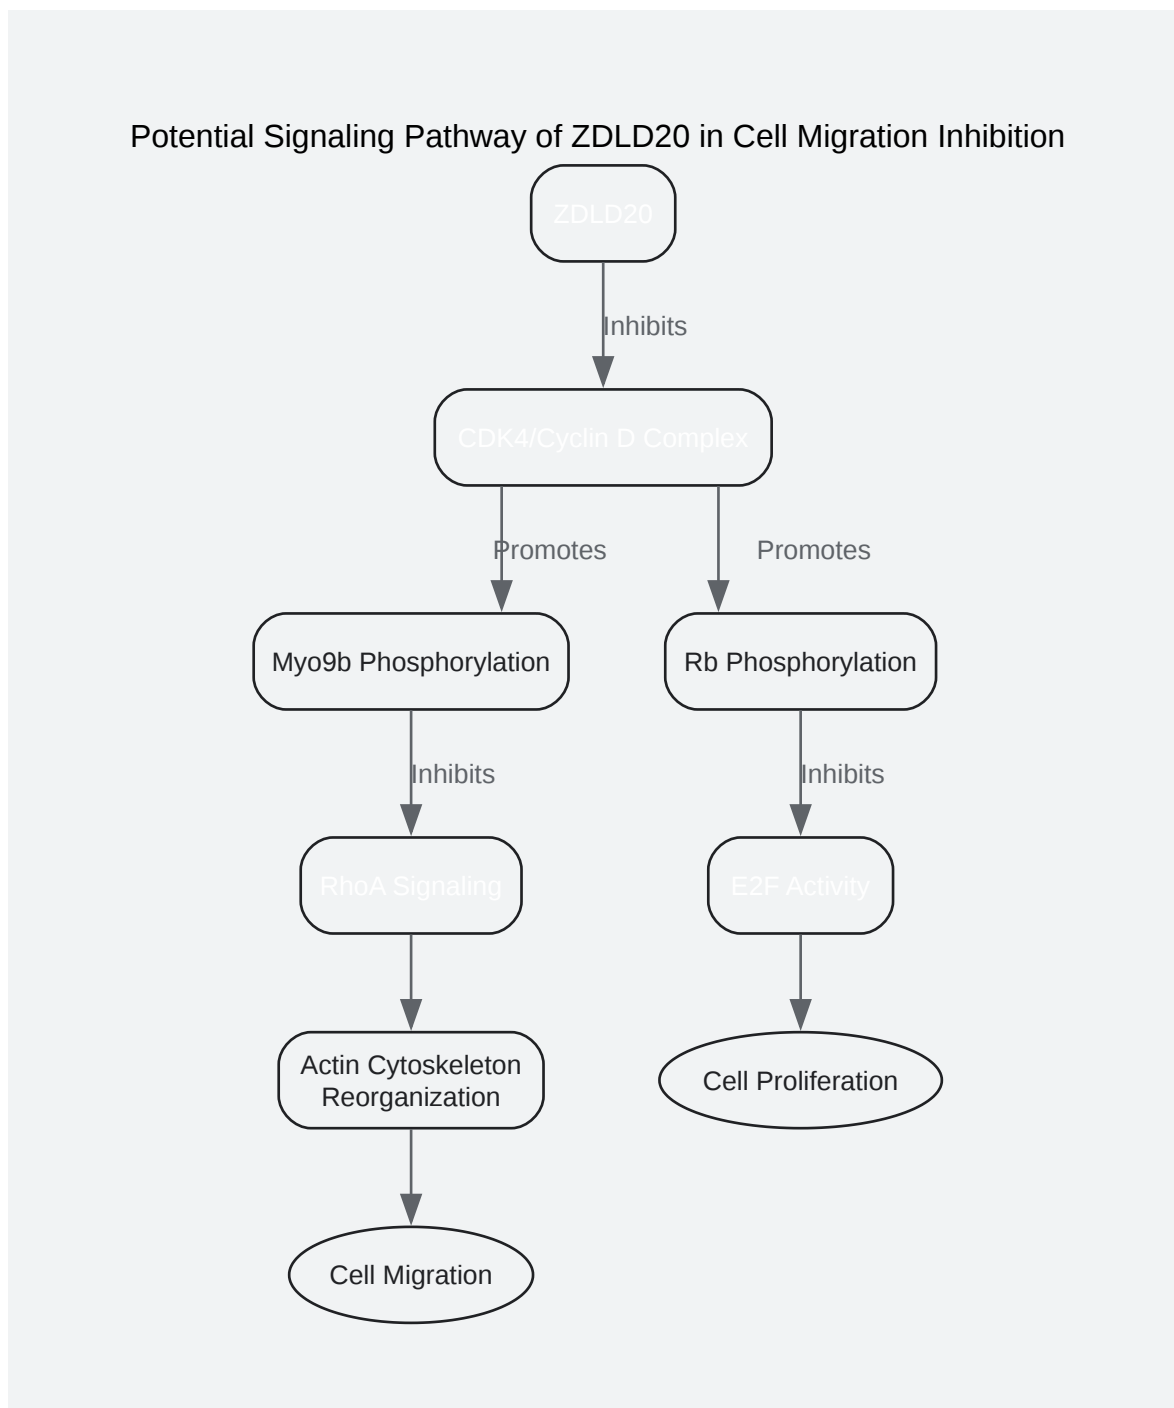 Potential Signaling Pathway of ZDLD20 in Cell Migration Inhibition
ZDLD20
Inhibits
CDK4/Cyclin D Complex
Promotes
Promotes
Myo9b Phosphorylation
Rb Phosphorylation
Inhibits
Inhibits
RhoA Signaling
E2F Activity
Actin Cytoskeleton
Reorganization
Cell Proliferation
Cell Migration